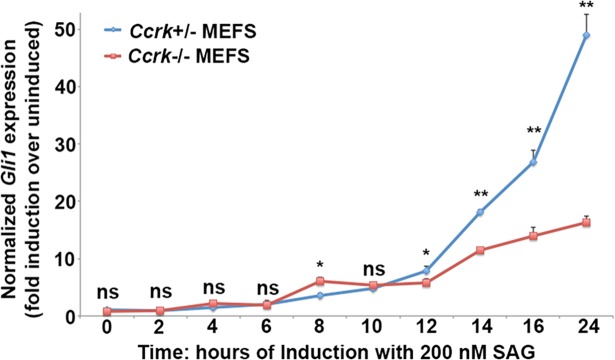 Normalized Gli1 expression
(fold induction over uninduced)
50
40
30
20
10
0
Ccrk+/- MEFS
Ccrk-/- MEFS
ns
ns
ns
ns
*
ns
*
**
**
**
0 2 4 6 8 10 12 14 16 24
Time: hours of Induction with 200 nM SAG